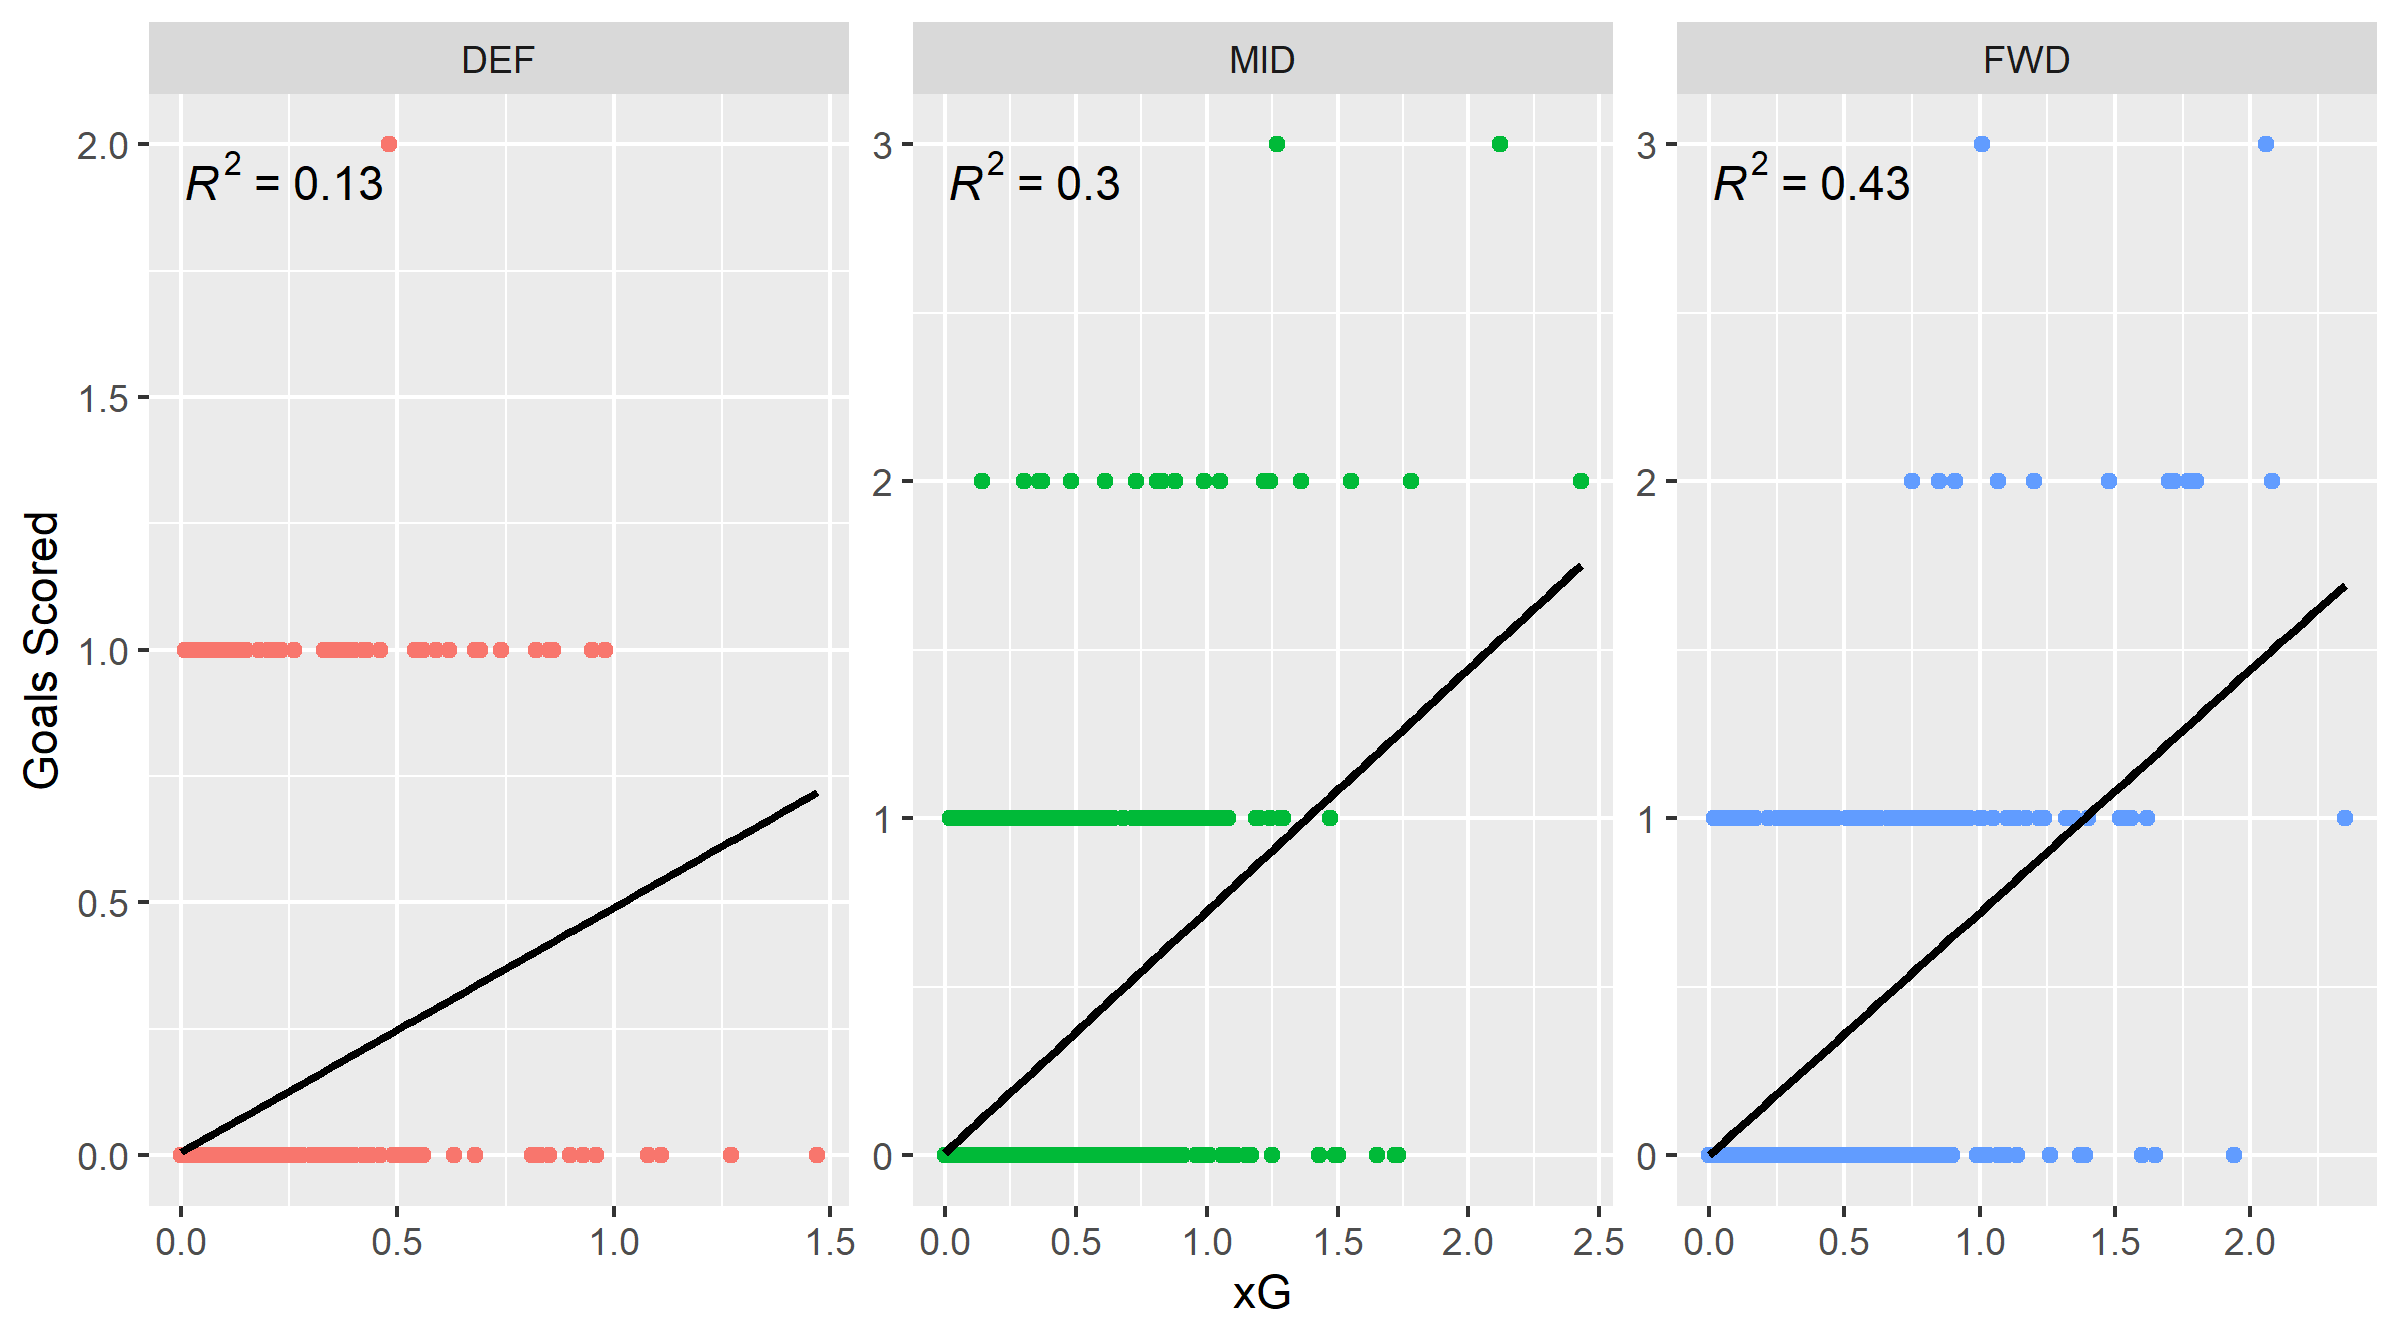 DEF
MID
FWD
R² = 0.13
R² = 0.3
R² = 0.43
Goals Scored
2.0
1.5
1.0
0.5
0.0
3
2
1
0
3
2
1
0
0.0 0.5 1.0 1.5
0.0 0.5 1.0 1.5 2.0 2.5
0.0 0.5 1.0 1.5 2.0
xG